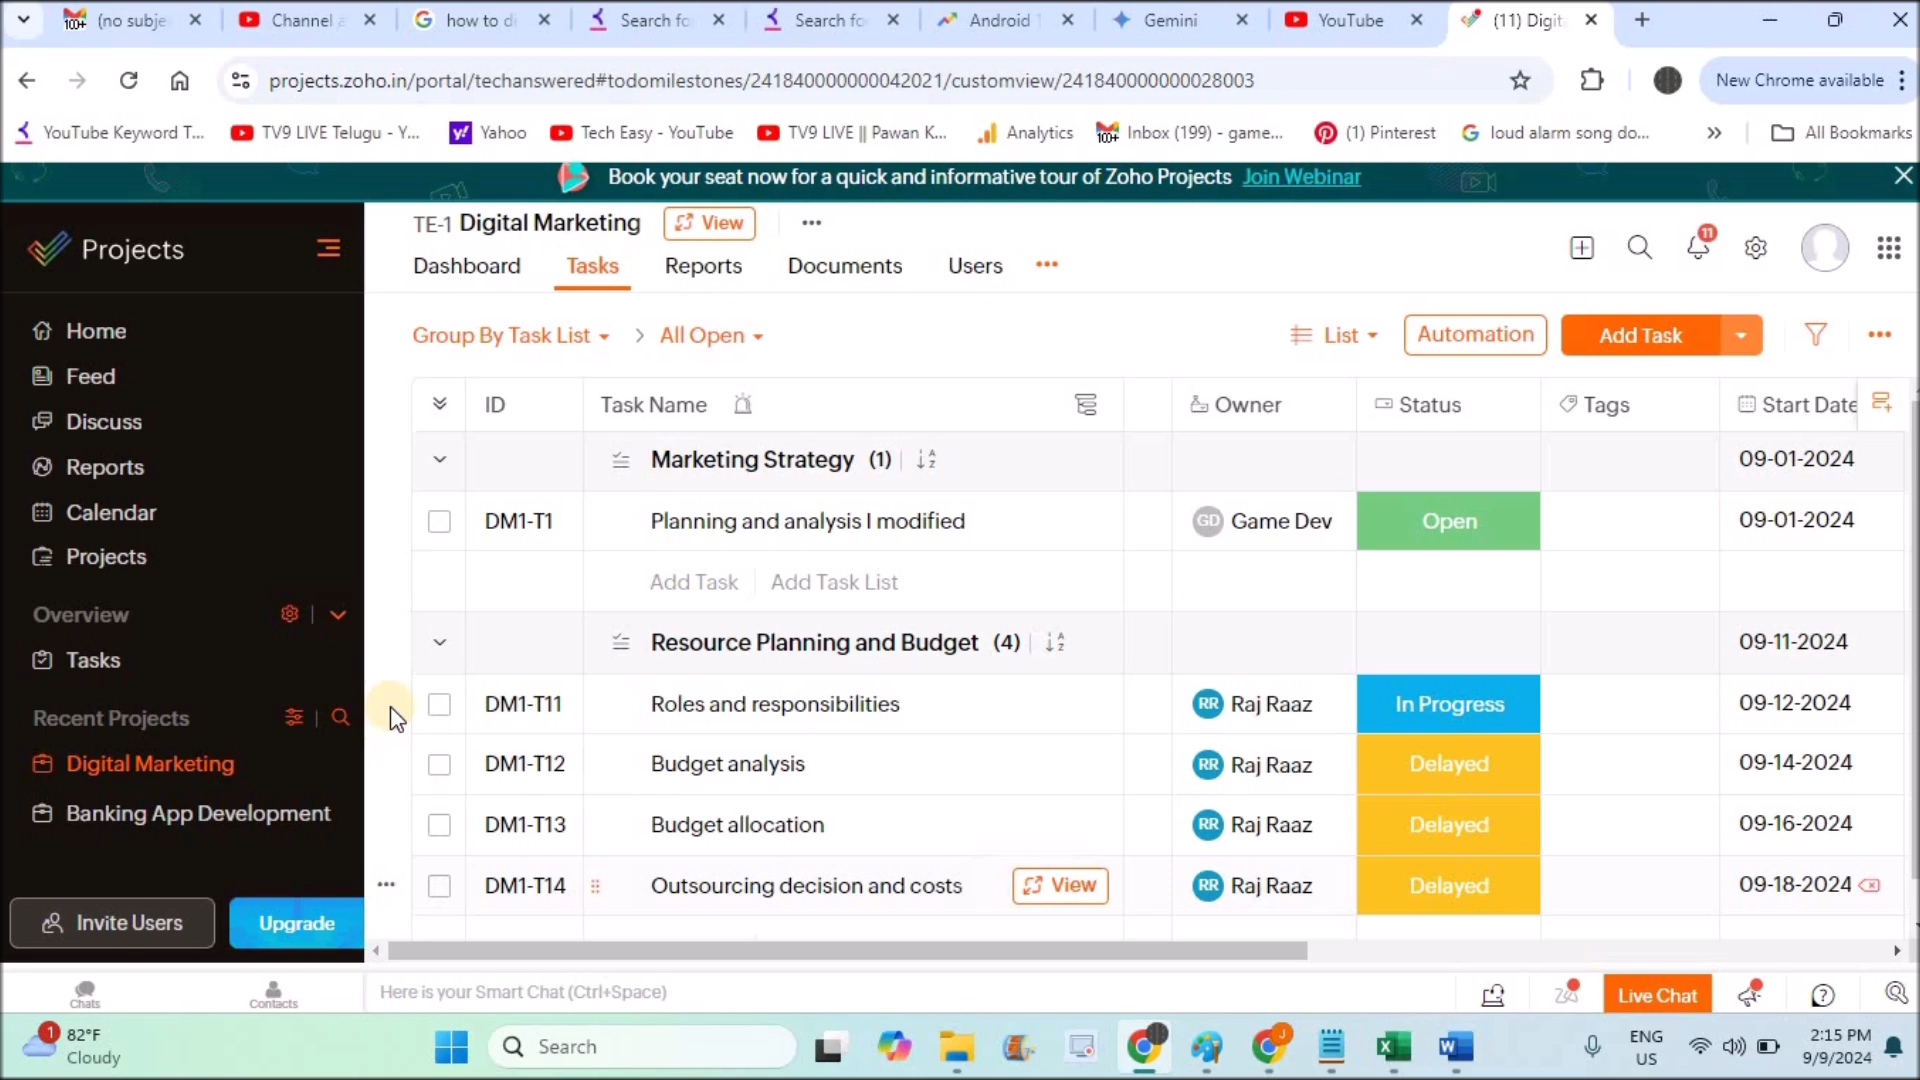 (no subje
Channel a
how to di
Search fo
Search fo
Android 1
Gemini
YouTube
(11) Digit
projects.zoho.in/portal/techanswered#todomilestones/241840000000042021/customview/241840000000028003
New Chrome available
YouTube Keyword T...
TV9 LIVE Telugu - Y...
Yahoo
Tech Easy - YouTube
TV9 LIVE || Pawan K...
Analytics
Inbox (199) - game...
(1) Pinterest
loud alarm song do...
»
All Bookmarks
Book your seat now for a quick and informative tour of Zoho Projects Join Webinar
Projects
TE-1 Digital Marketing
View
11
Dashboard
Tasks
Reports
Documents
Users
Home
Feed
Discuss
Reports
Calendar
Projects
Overview
Tasks
Recent Projects
Digital Marketing
Banking App Development
Invite Users
Upgrade
Group By Task List
All Open
List
Automation
Add Task
ID
Task Name
Owner
Status
Tags
Start Date
Marketing Strategy (1)
09-01-2024
DM1-T1
Planning and analysis I modified
GD Game Dev
Open
09-01-2024
Add Task
Add Task List
Resource Planning and Budget (4)
09-11-2024
DM1-T11
Roles and responsibilities
RR Raj Raaz
In Progress
09-12-2024
DM1-T12
Budget analysis
RR Raj Raaz
Delayed
09-14-2024
DM1-T13
Budget allocation
RR Raj Raaz
Delayed
09-16-2024
DM1-T14
Outsourcing decision and costs
View
RR Raj Raaz
Delayed
09-18-2024
Chats
Contacts
Here is your Smart Chat (Ctrl+Space)
Live Chat
1
82°F
Cloudy
Search
ENG
US
2:15 PM
9/9/2024